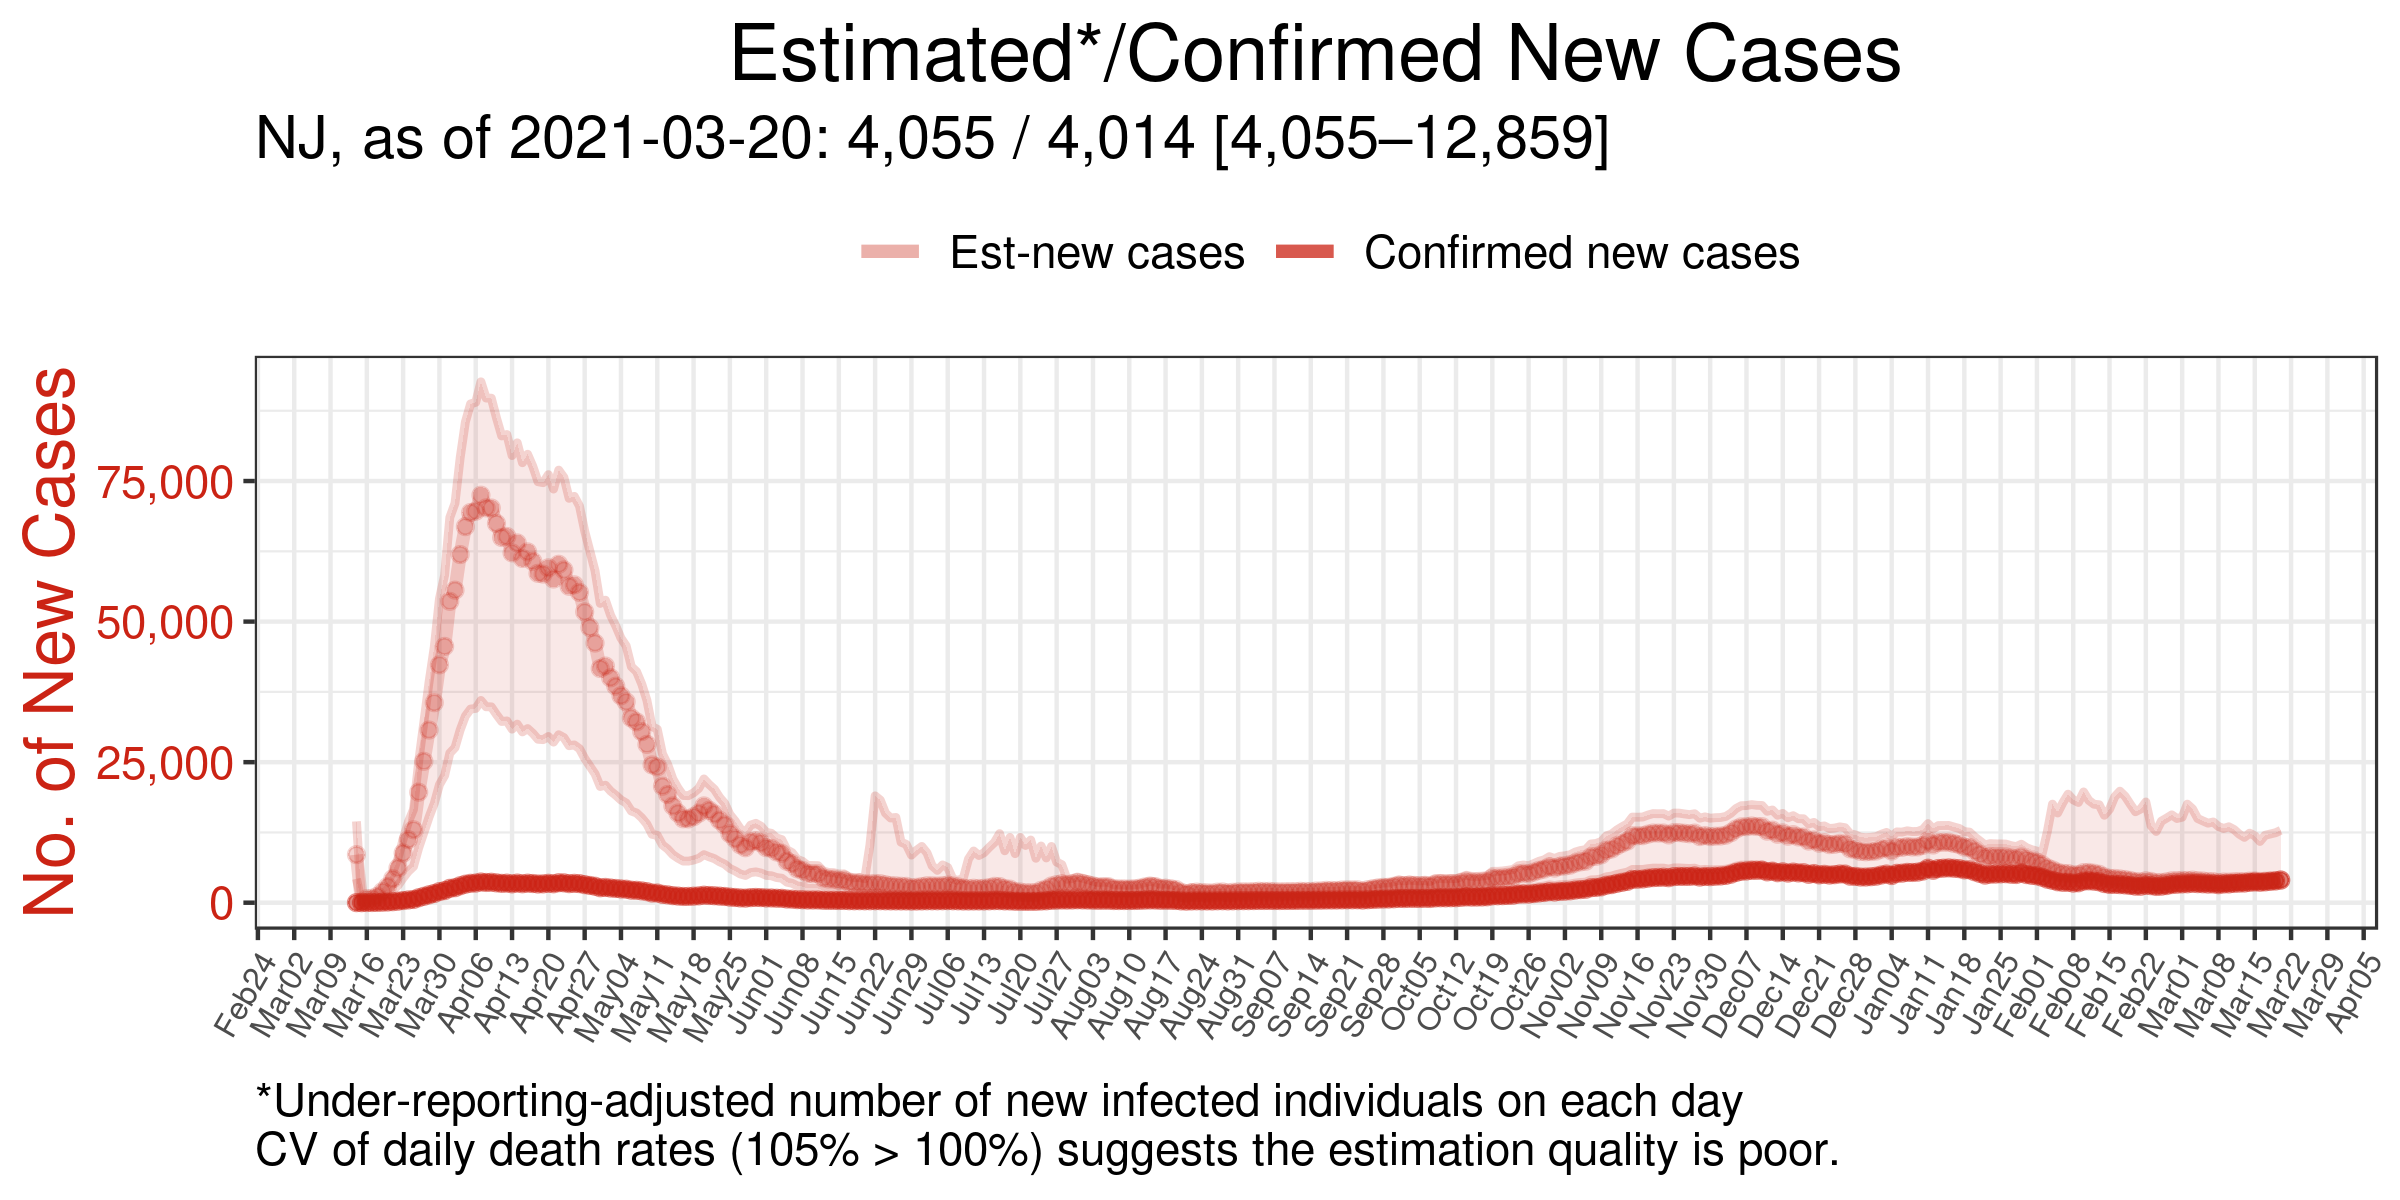 Estimated*/Confirmed New Cases
NJ, as of 2021-03-20: 4,055 / 4,014 [4,055–12,859]
Est-new cases Confirmed new cases
No. of New Cases
75,000
50,000
25,000
0
Feb24 Mar02 Mar09 Mar16 Mar23 Mar30 Apr06 Apr13 Apr20 Apr27 May04 May11 May18 May25 Jun01 Jun08 Jun15 Jun22 Jun29 Jul06 Jul13 Jul20 Jul27 Aug03 Aug10 Aug17 Aug24 Aug31 Sep07 Sep14 Sep21 Sep28 Oct05 Oct12 Oct19 Oct26 Nov02 Nov09 Nov16 Nov23 Nov30 Dec07 Dec14 Dec21 Dec28 Jan04 Jan11 Jan18 Jan25 Feb01 Feb08 Feb15 Feb22 Mar01 Mar08 Mar15 Mar22 Mar29 Apr05
*Under-reporting-adjusted number of new infected individuals on each day
CV of daily death rates (105% > 100%) suggests the estimation quality is poor.